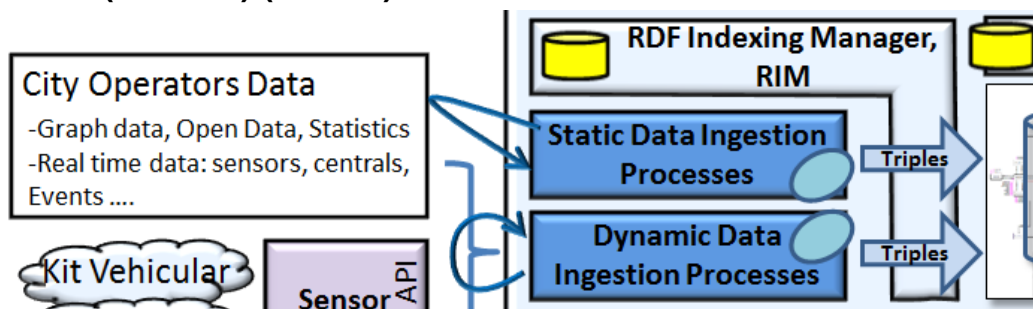 City Operators Data
-Graph data, Open Data, Statistics
-Real time data: sensors, centrals,
Events ....
Kit Vehicular
Sensor
API
RDF Indexing Manager,
RIM
Static Data Ingestion
Processes
Triples
Dynamic Data
Ingestion Processes
Triples